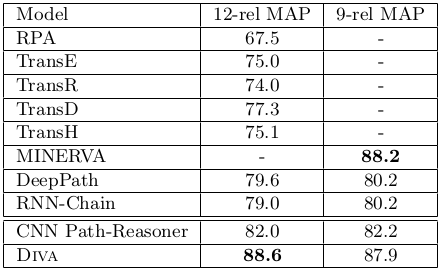 Model 12-rel MAP 9-rel MAP
RPA 67.5 -
TransE 75.0 -
TransR 74.0 -
TransD 77.3 -
TransH 75.1 -
MINERVA - 88.2
DeepPath 79.6 80.2
RNN-Chain 79.0 80.2
CNN Path-Reasoner 82.0 82.2
DIVA 88.6 87.9